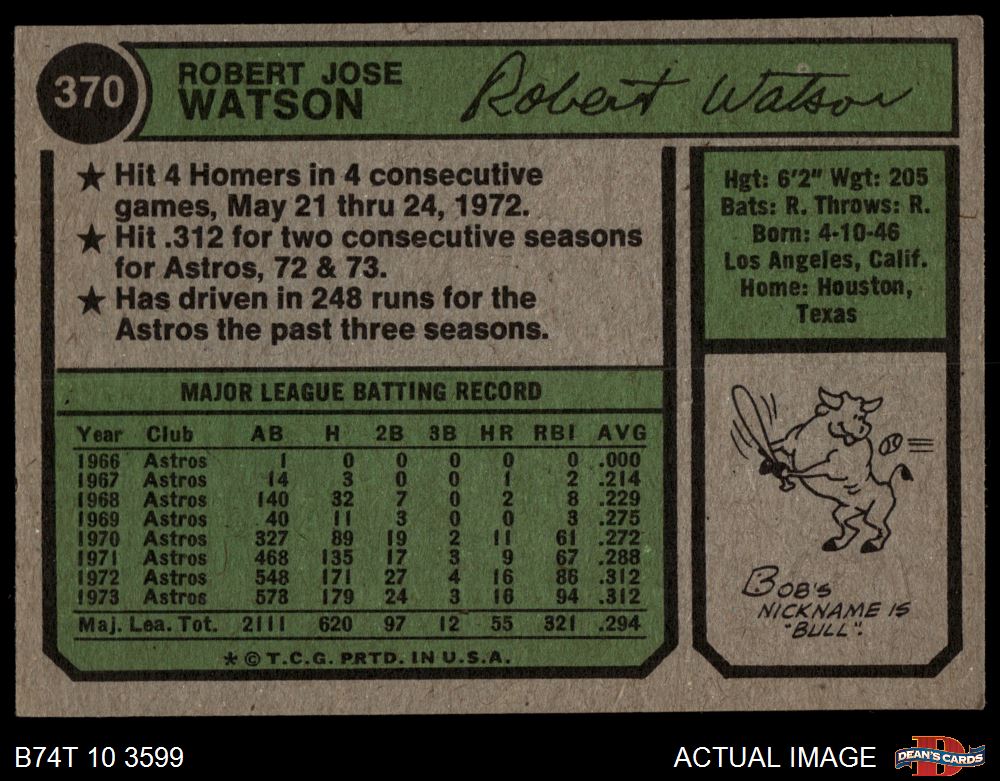 370
ROBERT JOSE
WATSON
Robert Watson
★ Hit 4 Homers in 4 consecutive
games, May 21 thru 24, 1972.
★ Hit .312 for two consecutive seasons
for Astros, 72 & 73.
★ Has driven in 248 runs for the
Astros the past three seasons.
Hgt: 6'2" Wgt: 205
Bats: R. Throws: R.
Born: 4-10-46
Los Angeles, Calif.
Home: Houston,
Texas
MAJOR LEAGUE BATTING RECORD
Year Club AB H 2B 3B HR RBI AVG
1966 Astros 1 0 0 0 0 0 .000
1967 Astros 14 3 0 0 1 2 .214
1968 Astros 140 32 7 0 2 8 .229
1969 Astros 40 11 3 0 0 3 .275
1970 Astros 327 89 19 2 11 61 .272
1971 Astros 468 135 17 3 9 67 .288
1972 Astros 548 171 27 4 16 86 .312
1973 Astros 573 179 24 3 16 94 .312
Maj. Lea. Tot. 2111 620 97 12 55 321 .294
* © T.C.G. PRTD. IN U.S.A.
BOB'S
NICKNAME IS
"BULL".
B74T 10 3599
ACTUAL IMAGE
D
DEAN'S CARDS